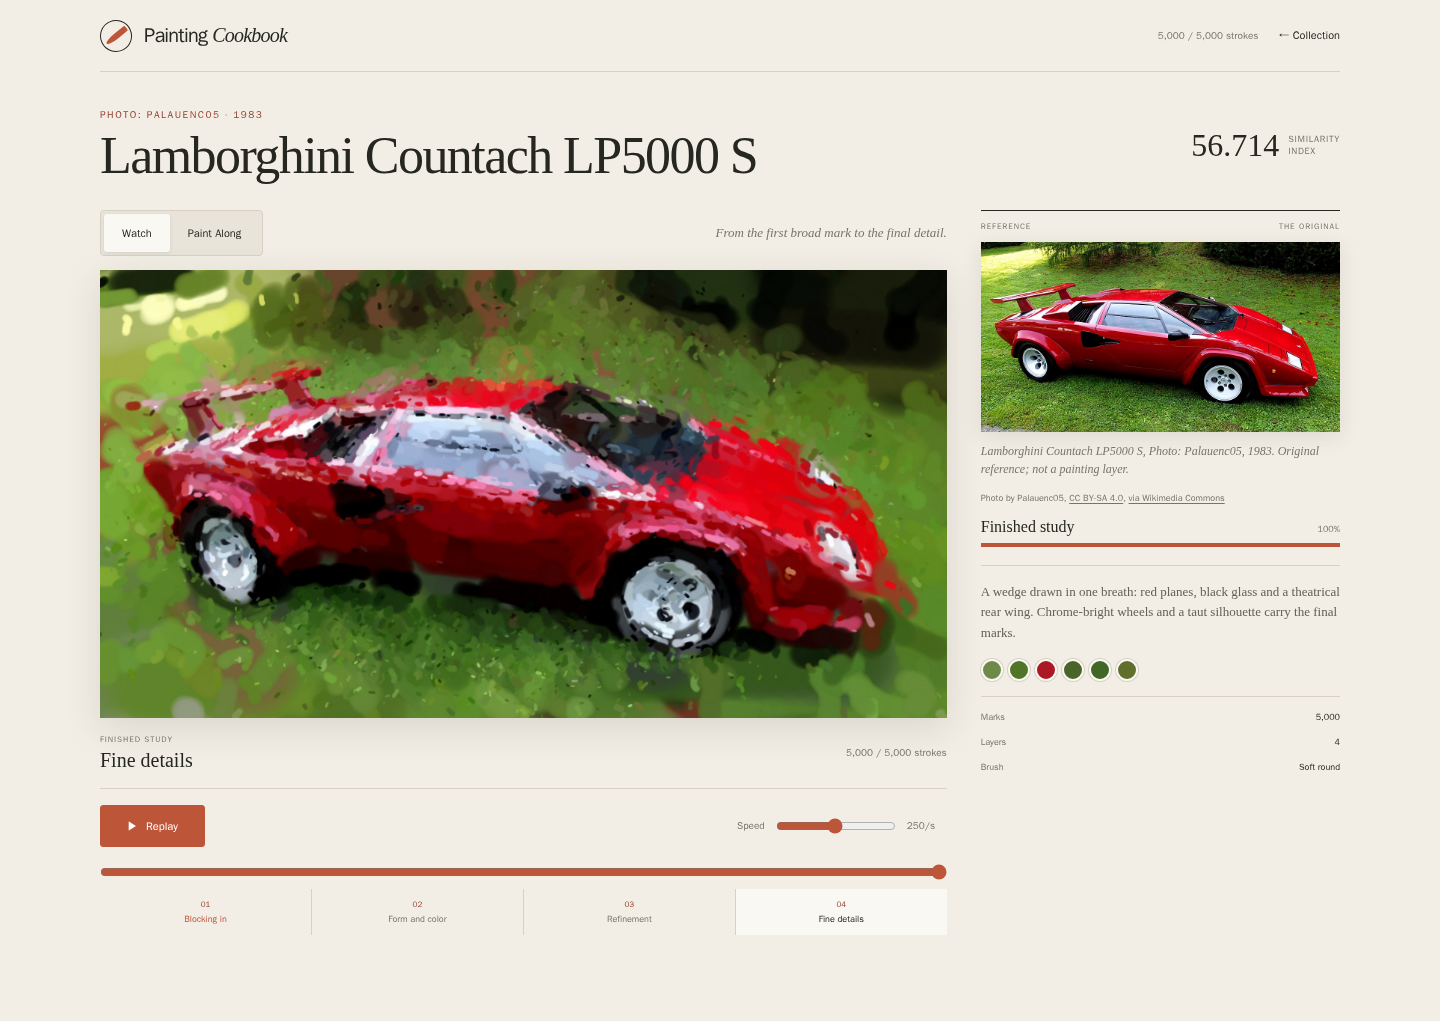 Painting Cookbook
5,000 / 5,000 strokes
← Collection
PHOTO: PALAUENC05 · 1983
Lamborghini Countach LP5000 S
56.714
SIMILARITY
INDEX
Watch
Paint Along
From the first broad mark to the final detail.
REFERENCE
THE ORIGINAL
Lamborghini Countach LP5000 S, Photo: Palauenc05, 1983. Original
reference; not a painting layer.
Photo by Palauenc05, CC BY-SA 4.0, via Wikimedia Commons
Finished study
100%
A wedge drawn in one breath: red planes, black glass and a theatrical
rear wing. Chrome-bright wheels and a taut silhouette carry the final
marks.
Marks
5,000
Layers
4
Brush
Soft round
FINISHED STUDY
Fine details
5,000 / 5,000 strokes
Replay
Speed
250/s
01
Blocking in
02
Form and color
03
Refinement
04
Fine details